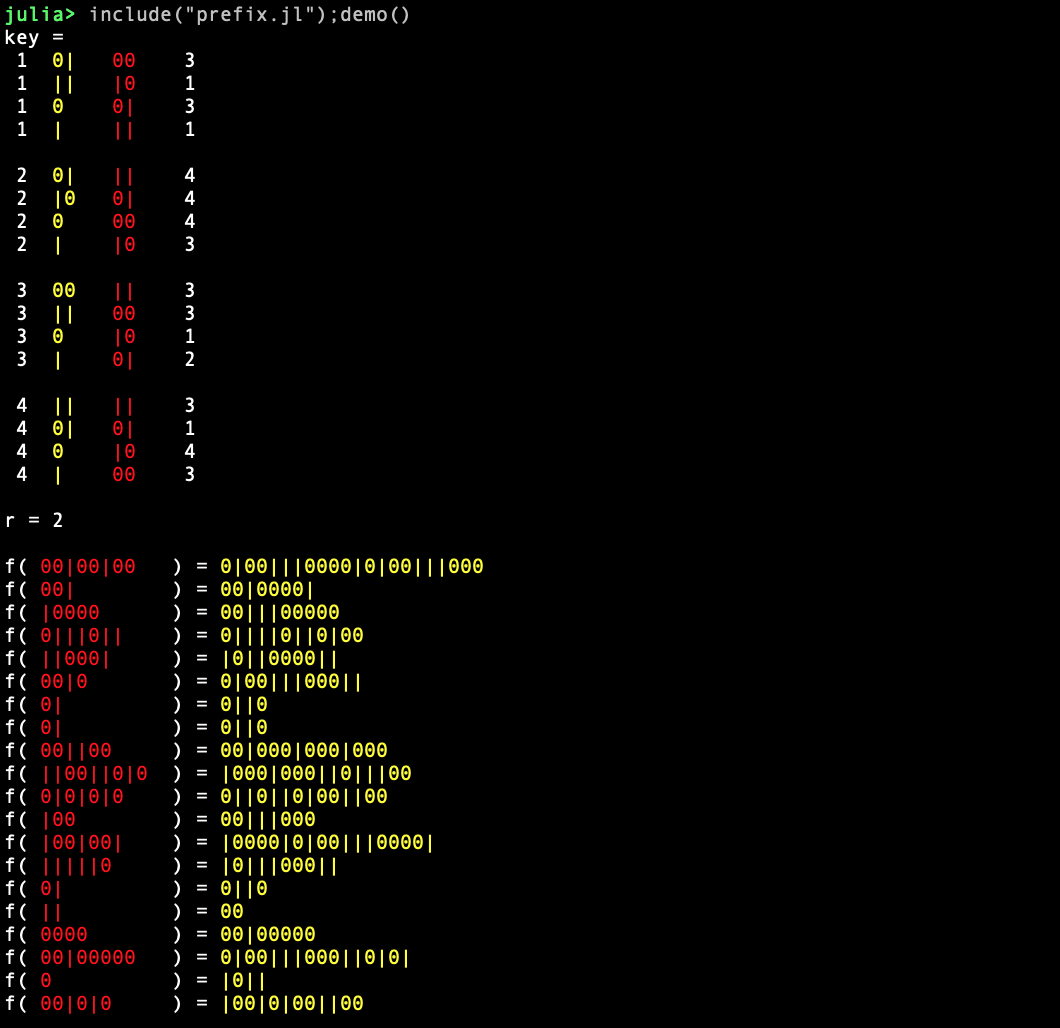 julia> include("prefix.jl");demo()
key =
1 0| 00 3
1 || |0 1
1 0 0| 3
1 | || 1
2 0| || 4
2 |0 0| 4
2 0 00 4
2 | |0 3
3 00 || 3
3 || 00 3
3 0 |0 1
3 | 0| 2
4 || || 3
4 0| 0| 1
4 0 |0 4
4 | 00 3
r = 2
f( 00|00|00 ) = 0|00|||0000|0|00|||000
f( 00| ) = 00|0000|
f( |0000 ) = 00|||00000
f( 0|||0|| ) = 0||||0||0|00
f( ||000| ) = |0||0000||
f( 00|0 ) = 0|00|||000||
f( 0| ) = 0||0
f( 0| ) = 0||0
f( 00||00 ) = 00|000|000|000
f( ||00||0|0 ) = |000|000||0|||00
f( 0|0|0|0 ) = 0||0||0|00||00
f( |00 ) = 00|||000
f( |00|00| ) = |0000|0|00|||0000|
f( |||||0 ) = |0|||000||
f( 0| ) = 0||0
f( || ) = 00
f( 0000 ) = 00|00000
f( 00|00000 ) = 0|00|||000||0|0|
f( 0 ) = |0||
f( 00|0|0 ) = |00|0|00||00